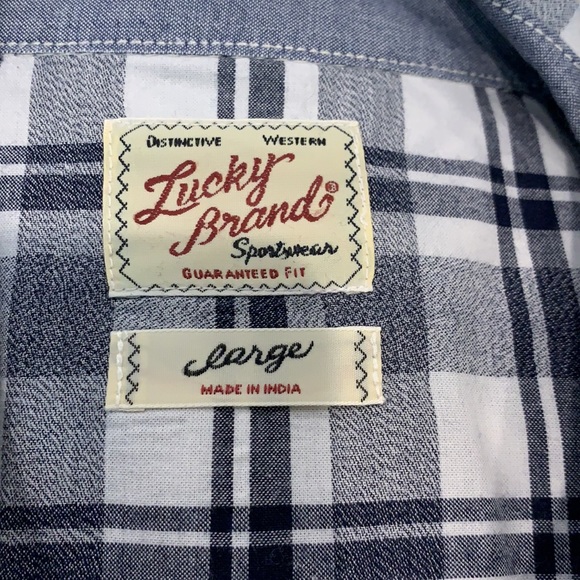 Distinctive Western
Lucky
Brand®
Sportswear
Guaranteed Fit
Large
Made in India